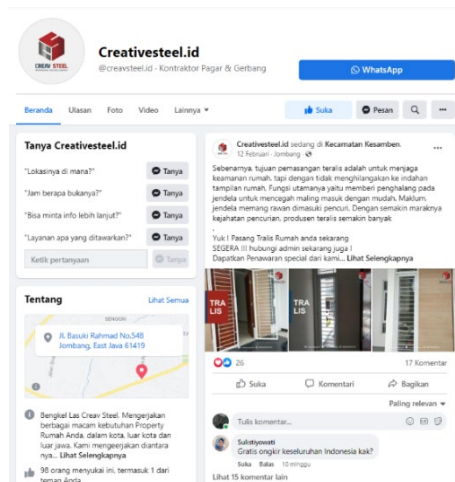 CREAV STEEL
Creativesteel.id
@creavsteel.id · Kontraktor Pagar & Gerbang
WhatsApp
Beranda Ulasan Foto Video Lainnya
Suka Pesan
Tanya Creativesteel.id
"Lokasinya di mana?" Tanya
"Jam berapa bukanya?" Tanya
"Bisa minta info lebih lanjut?" Tanya
"Layanan apa yang ditawarkan?" Tanya
Ketik pertanyaan Tanya
Tentang Lihat Semua
Jl. Basuki Rahmad No.54B
Jombang, East Java 61419
Bengkel Las Creav Steel. Mengerjakan
berbagai macam kebutuhan Property
Rumah Anda. dalam kota, luar kota dan
luar jawa. Kami mengeerjakan diantara
nya... Lihat Selengkapnya
98 orang menyukai ini, termasuk 1 dari
teman Anda
Creativesteel.id sedang di Kecamatan Kesamben.
12 Februari · Jombang ·
Sebenarnya, tujuan pemasangan teralis adalah untuk menjaga
keamanan rumah, tapi dengan tidak menghilangkan ke indahan
tampilan rumah. Fungsi utamanya yaitu memberi penghalang pada
jendela untuk mencegah maling masuk dengan mudah. Maklum,
jendela memang rawan dimasuki pencuri. Dengan semakin maraknya
kejahatan pencurian, produsen teralis semakin banyak
.
Yuk ! Pasang Tralis Rumah anda sekarang
SEGERA !!! hubungi admin sekarang juga !
Dapatkan Penawaran special dari kami... Lihat Selengkapnya
TRA
LIS
TRA
LIS
26 17 Komentar
Suka Komentari Bagikan
Paling relevan
Tulis komentar...
Sulistiyowati
Gratis ongkir keseluruhan indonesia kak?
Suka Balas 10 minggu
Lihat 15 komentar lain